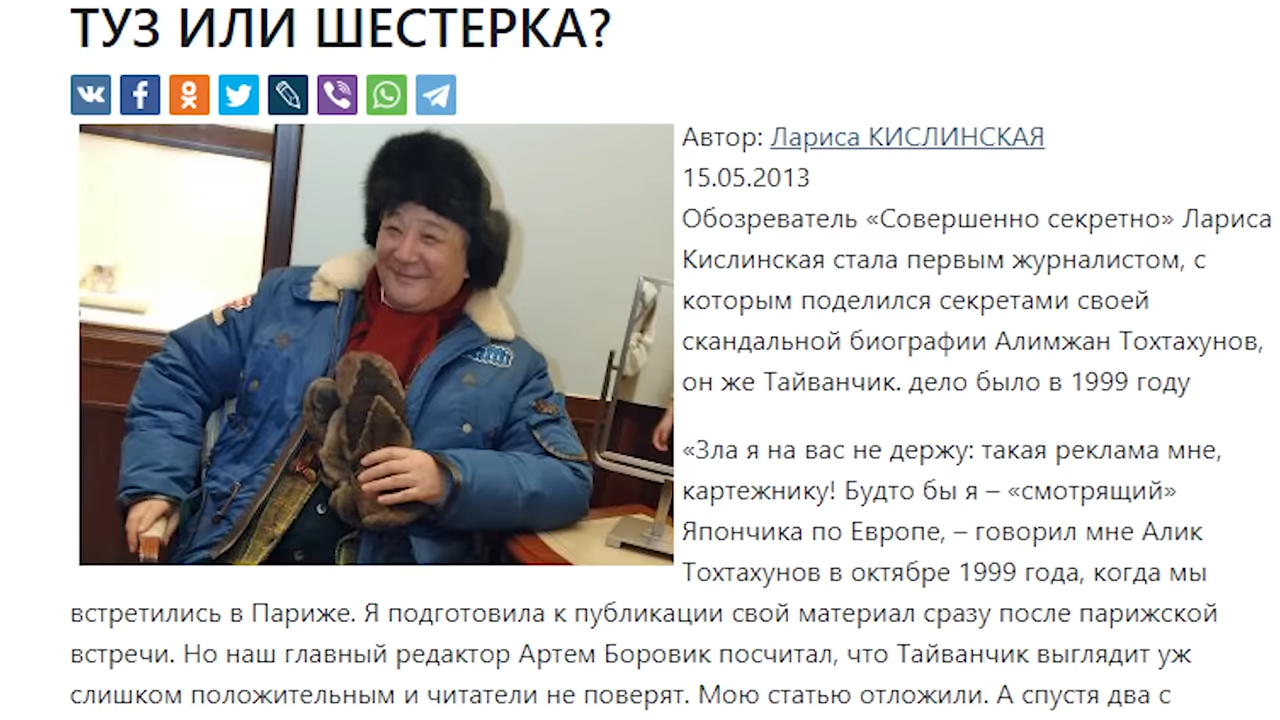 ТУЗ ИЛИ ШЕСТЕРКА?
Автор: Лариса КИСЛИНСКАЯ
15.05.2013
Обозреватель «Совершенно секретно» Лариса
Кислинская стала первым журналистом, с
которым поделился секретами своей
скандальной биографии Алимжан Тохтахунов,
он же Тайванчик. дело было в 1999 году
«Зла я на вас не держу: такая реклама мне,
картежнику! Будто бы я – «смотрящий»
Япончика по Европе, – говорил мне Алик
Тохтахунов в октябре 1999 года, когда мы
встретились в Париже. Я подготовила к публикации свой материал сразу после парижской
встречи. Но наш главный редактор Артем Боровик посчитал, что Тайванчик выглядит уж
слишком положительным и читатели не поверят. Мою статью отложили. А спустя два с